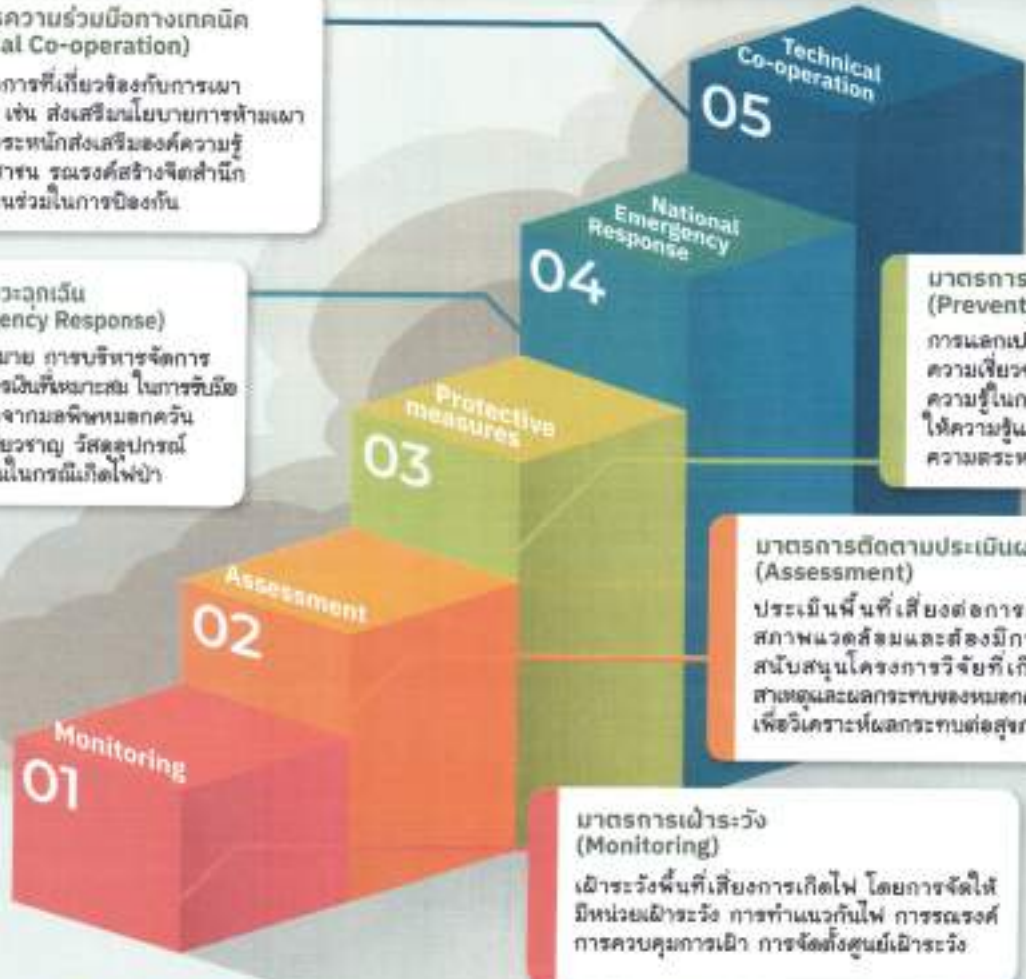 ความร่วมมือทางเทคนิค
al Co-operation)
การที่เกี่ยวข้องกับการเผา
เช่น ส่งเสริมนโยบายการห้ามเผา
ระหนักส่งเสริมองค์ความรู้
สาธน รณรงค์สร้างจิตสำนึก
นร่วมในการป้องกัน
วะฉุกเฉิน
ency Response)
มาย การบริหารจัดการ
รเงินที่เหมาะสม ในการรับมือ
จากมลพิษหมอกควัน
ยวชาญ วัสดุอุปกรณ์
นในกรณีเกิดไฟป่า
Technical
Co-operation
05
National
Emergency
Response
04
Protective
measures
03
Assessment
02
Monitoring
01
มาตรการ
(Prevent
การแลกเป
ความเชี่ยวช
ความรู้ในก
ให้ความรู้แ
ความตระห
มาตรการติดตามประเมินผ
(Assessment)
ประเมินพื้นที่เสี่ยงต่อการ
สภาพแวดล้อมและต้องมีกา
สนับสนุนโครงการวิจัยที่เกี
สาเหตุและผลกระทบของหมอก
เพื่อวิเคราะห์ผลกระทบต่อสุข
มาตรการเฝ้าระวัง
(Monitoring)
เฝ้าระวังพื้นที่เสี่ยงการเกิดไฟ โดยการจัดให้
มีหน่วยเฝ้าระวัง การทำแนวกันไฟ การรณรงค์
การควบคุมการเผา การจัดตั้งศูนย์เฝ้าระวัง